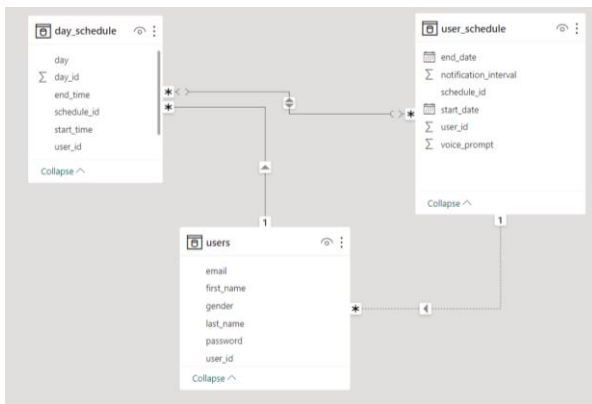 day_schedule
day
∑ day_id
end_time
schedule_id
start_time
user_id
Collapse
user_schedule
end_date
∑ notification_interval
schedule_id
start_date
∑ user_id
∑ voice_prompt
Collapse
*
*
*
1
1
*
users
email
first_name
gender
last_name
password
user_id
Collapse